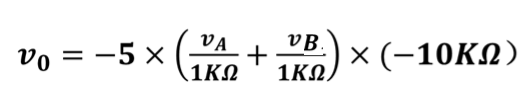 v₀ = −5 × (v_A/1KΩ + v_B/1KΩ) × (−10KΩ)